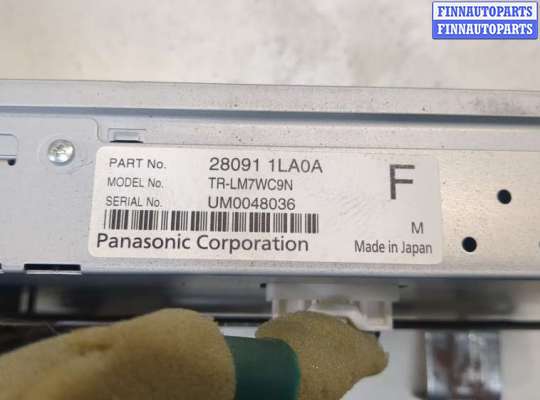 FINNAUTOPARTS
FINNAUTOPARTS
PART No. 28091 1LA0A
MODEL No. TR-LM7WC9N
SERIAL No. UM0048036
F
M
Panasonic Corporation
Made in Japan